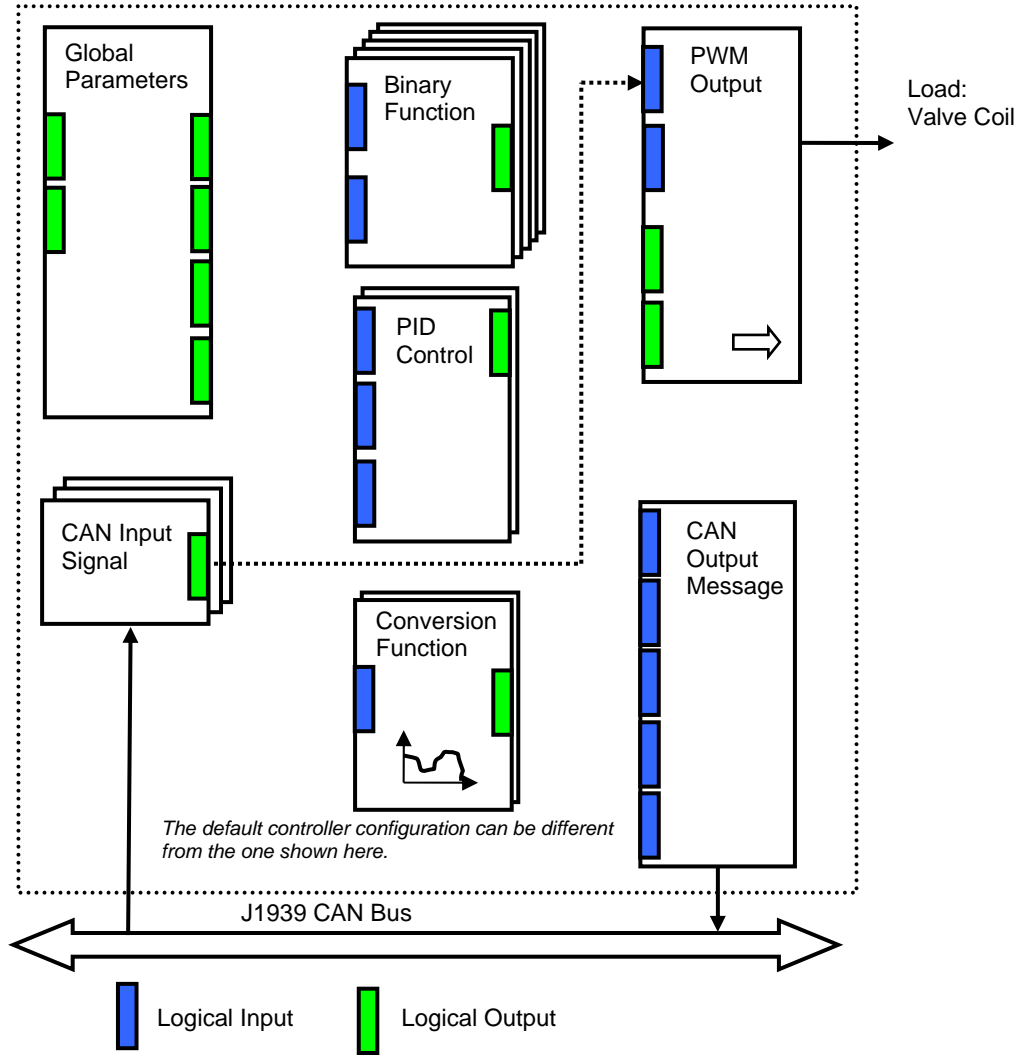 Global
Parameters
Binary
Function
PWM
Output
Load:
Valve Coil
PID
Control
CAN Input
Signal
CAN
Output
Message
Conversion
Function
The default controller configuration can be different
from the one shown here.
J1939 CAN Bus
Logical Input
Logical Output